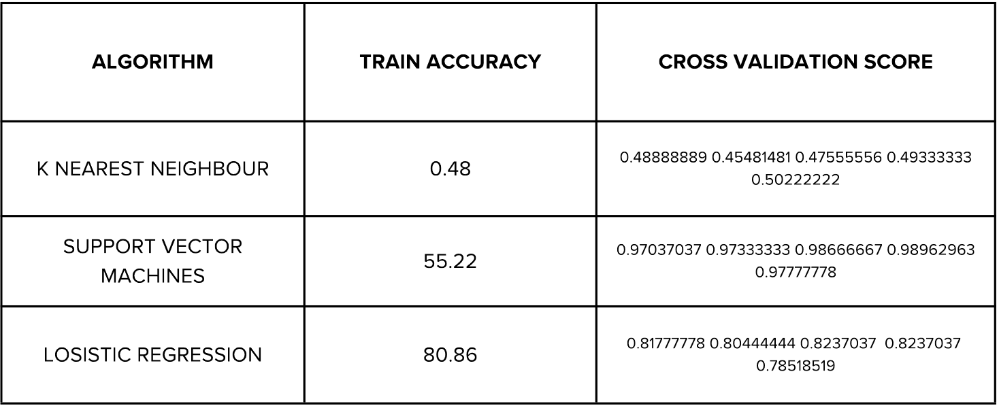 ALGORITHM
TRAIN ACCURACY
CROSS VALIDATION SCORE
K NEAREST NEIGHBOUR
0.48
0.48888889 0.45481481 0.47555556 0.49333333
0.50222222
SUPPORT VECTOR
MACHINES
55.22
0.97037037 0.97333333 0.98666667 0.98962963
0.97777778
LOSISTIC REGRESSION
80.86
0.81777778 0.80444444 0.8237037 0.8237037
0.78518519